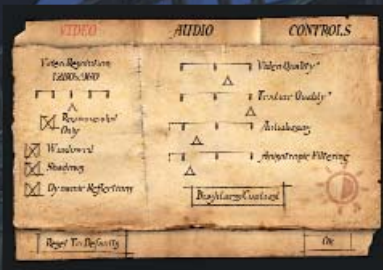 VIDEO
AUDIO
CONTROLS
Video Resolution
1280x960
Recommended
Only
Windowed
Shadows
Dynamic Reflections
Video Quality*
Texture Quality*
Antialiasing
Anisotropic Filtering
Brightness/Contrast
Reset To Defaults
Ok